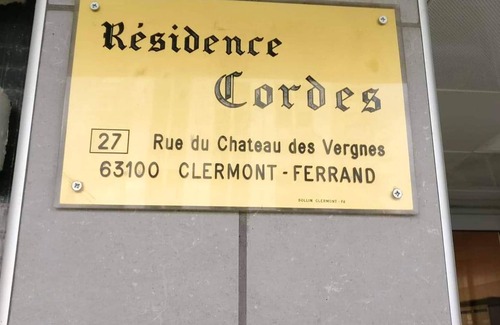 Résidence
Cordes
27 Rue du Chateau des Vergnes
63100 CLERMONT-FERRAND